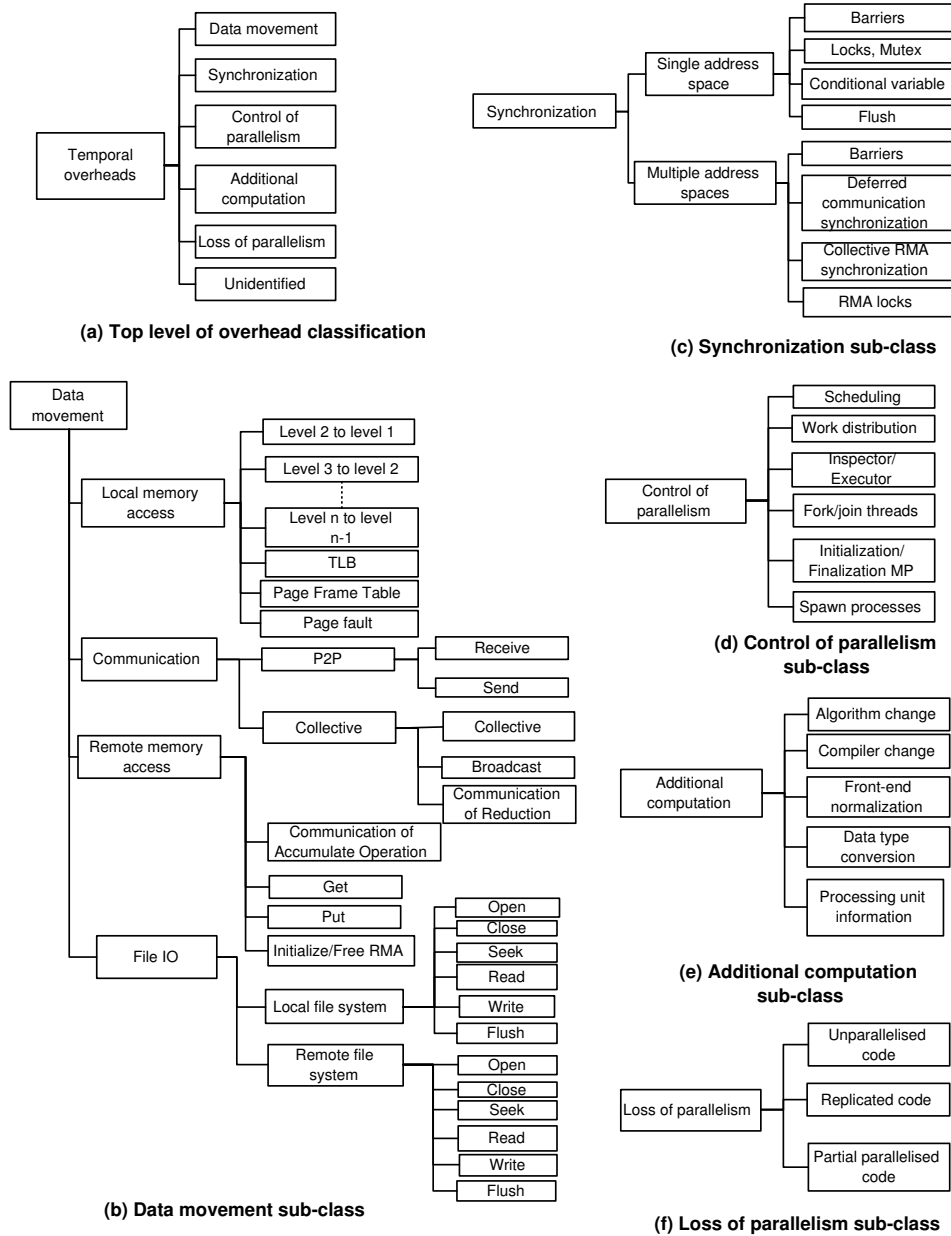 Temporal
overheads
Data movement
Synchronization
Control of
parallelism
Additional
computation
Loss of parallelism
Unidentified
(a) Top level of overhead classification
Data
movement
Local memory
access
Level 2 to level 1
Level 3 to level 2
Level n to level
n-1
TLB
Page Frame Table
Page fault
Communication
P2P
Receive
Send
Collective
Collective
Broadcast
Communication
of Reduction
Remote memory
access
Communication of
Accumulate Operation
Get
Put
Initialize/Free RMA
File IO
Local file system
Open
Close
Seek
Read
Write
Flush
Remote file
system
Open
Close
Seek
Read
Write
Flush
(b) Data movement sub-class
Synchronization
Single address
space
Barriers
Locks, Mutex
Conditional variable
Flush
Multiple address
spaces
Barriers
Deferred
communication
synchronization
Collective RMA
synchronization
RMA locks
(c) Synchronization sub-class
Control of
parallelism
Scheduling
Work distribution
Inspector/
Executor
Fork/join threads
Initialization/
Finalization MP
Spawn processes
(d) Control of parallelism
sub-class
Additional
computation
Algorithm change
Compiler change
Front-end
normalization
Data type
conversion
Processing unit
information
(e) Additional computation
sub-class
Loss of parallelism
Unparallelised
code
Replicated code
Partial parallelised
code
(f) Loss of parallelism sub-class